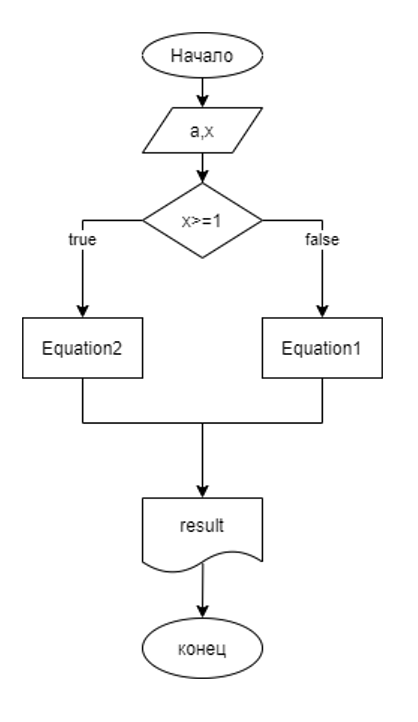 Начало
a,x
x>=1
true
false
Equation2
Equation1
result
конец